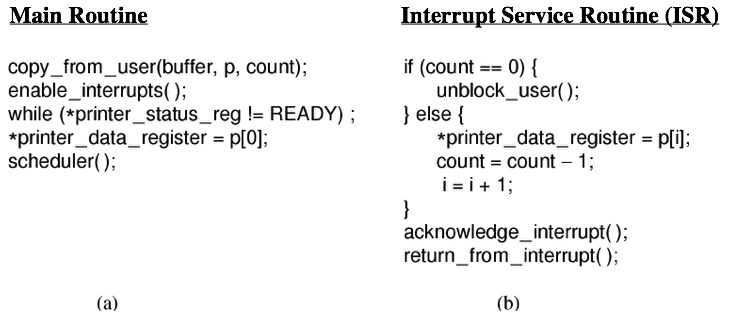 Main Routine
copy_from_user(buffer, p, count);
enable_interrupts( );
while (*printer_status_reg != READY) ;
*printer_data_register = p[0];
scheduler( );
(a)
Interrupt Service Routine (ISR)
if (count == 0) {
unblock_user( );
} else {
*printer_data_register = p[i];
count = count – 1;
i = i + 1;
}
acknowledge_interrupt( );
return_from_interrupt( );
(b)